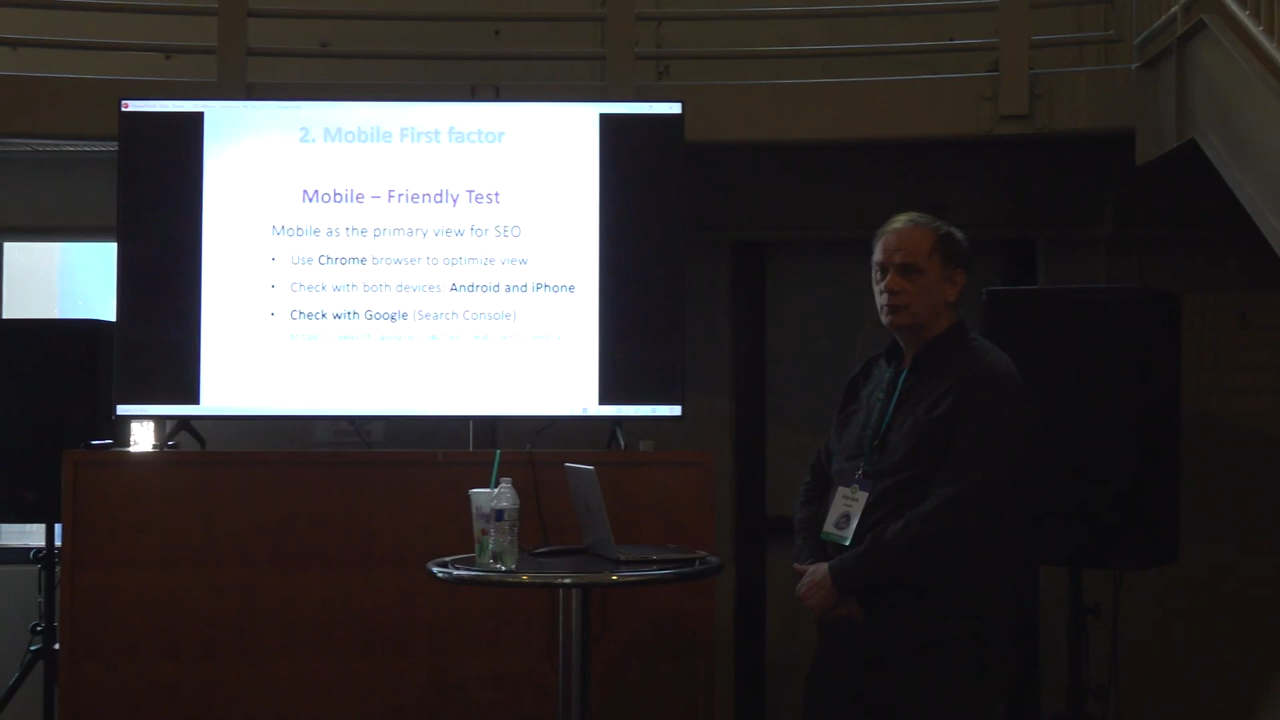 2. Mobile First factor
Mobile – Friendly Test
Mobile as the primary view for SEO
• Use Chrome browser to optimize view
• Check with both devices: Android and iPhone
• Check with Google (Search Console)